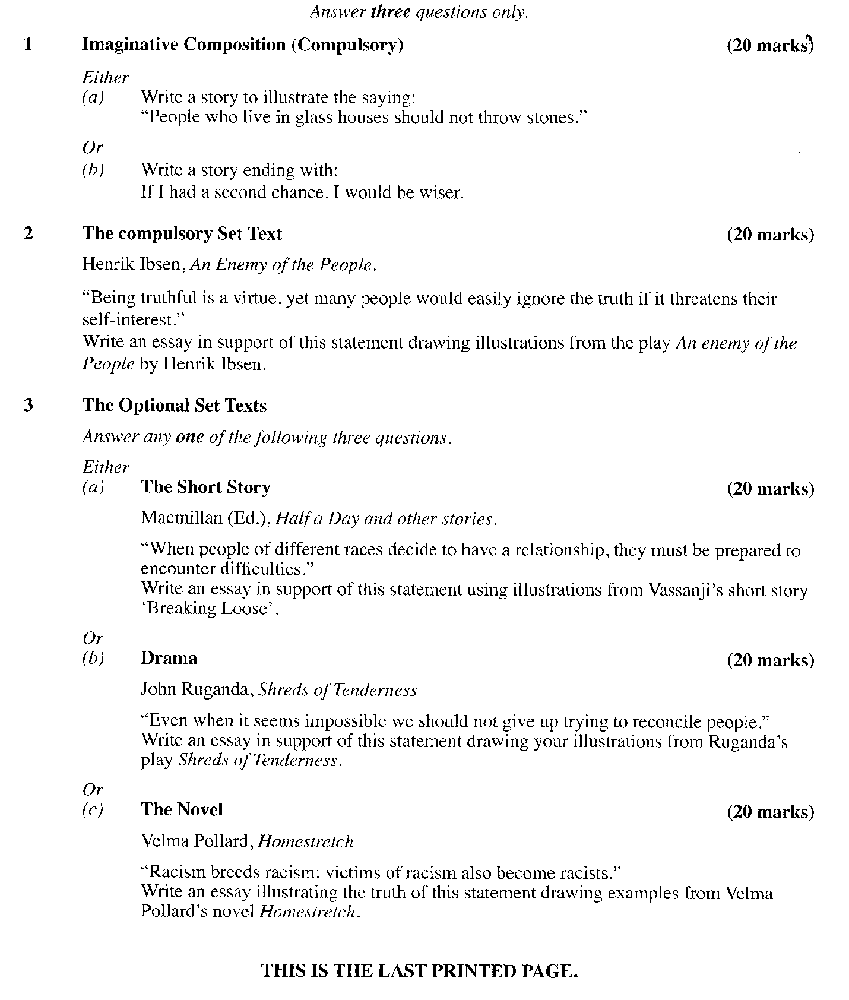 Answer three questions only.
1 Imaginative Composition (Compulsory) (20 marks)
Either
(a) Write a story to illustrate the saying:
“People who live in glass houses should not throw stones.”
Or
(b) Write a story ending with:
If I had a second chance, I would be wiser.
2 The compulsory Set Text (20 marks)
Henrik Ibsen, An Enemy of the People.
“Being truthful is a virtue. yet many people would easily ignore the truth if it threatens their
self-interest.”
Write an essay in support of this statement drawing illustrations from the play An enemy of the
People by Henrik Ibsen.
3 The Optional Set Texts
Answer any one of the following three questions.
Either
(a) The Short Story (20 marks)
Macmillan (Ed.), Half a Day and other stories.
“When people of different races decide to have a relationship, they must be prepared to
encounter difficulties.”
Write an essay in support of this statement using illustrations from Vassanji’s short story
‘Breaking Loose’.
Or
(b) Drama (20 marks)
John Ruganda, Shreds of Tenderness
“Even when it seems impossible we should not give up trying to reconcile people.”
Write an essay in support of this statement drawing your illustrations from Ruganda’s
play Shreds of Tenderness.
Or
(c) The Novel (20 marks)
Velma Pollard, Homestretch
“Racism breeds racism: victims of racism also become racists.”
Write an essay illustrating the truth of this statement drawing examples from Velma
Pollard’s novel Homestretch.
THIS IS THE LAST PRINTED PAGE.